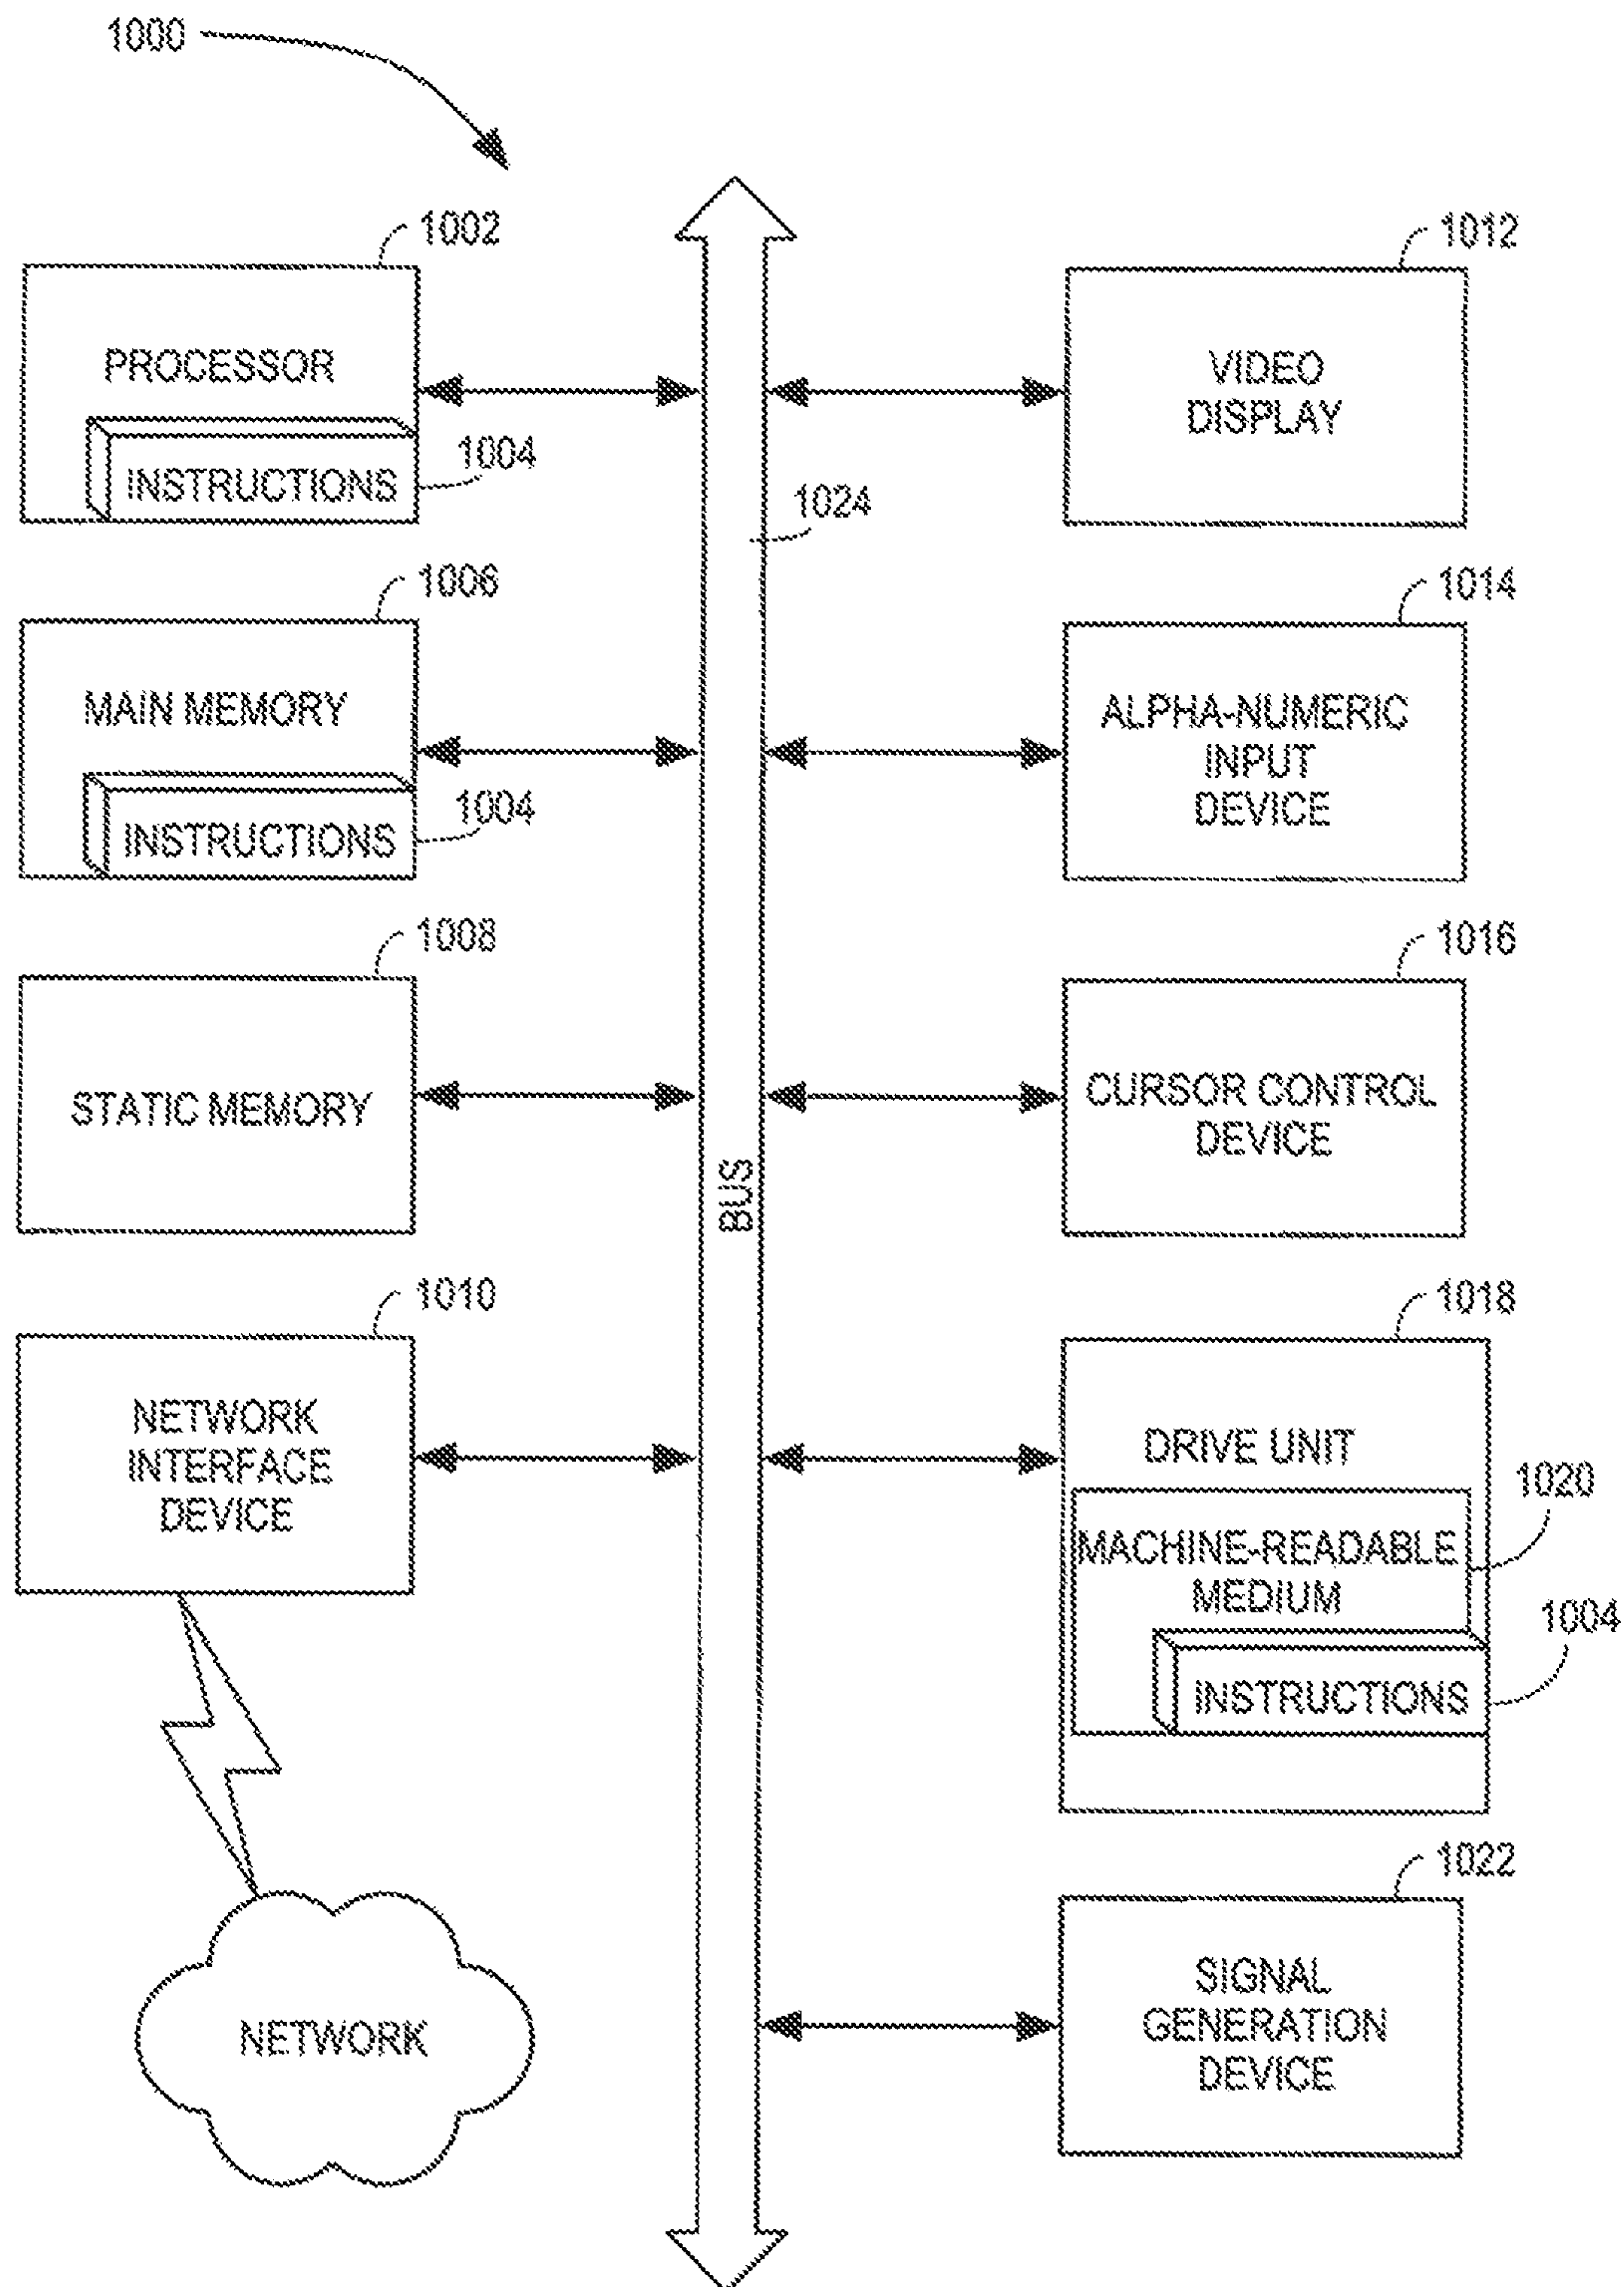 1000
1002
PROCESSOR
INSTRUCTIONS
1004
1006
MAIN MEMORY
INSTRUCTIONS
1004
1008
STATIC MEMORY
1010
NETWORK
INTERFACE
DEVICE
NETWORK
BUS
1024
1012
VIDEO
DISPLAY
1014
ALPHA-NUMERIC
INPUT
DEVICE
1016
CURSOR CONTROL
DEVICE
1018
DRIVE UNIT
1020
MACHINE-READABLE
MEDIUM
1004
INSTRUCTIONS
1022
SIGNAL
GENERATION
DEVICE